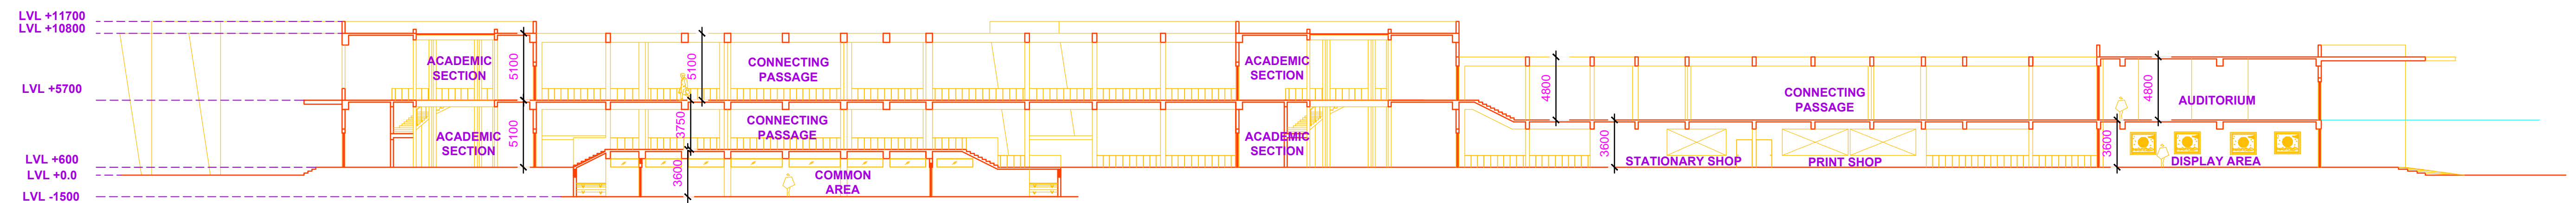 LVL +11700
LVL +10800
ACADEMIC
SECTION
5100
5100
CONNECTING
PASSAGE
ACADEMIC
SECTION
4800
4800
LVL +5700
CONNECTING
PASSAGE
AUDITORIUM
ACADEMIC
SECTION
5100
3750
CONNECTING
PASSAGE
ACADEMIC
SECTION
3600
STATIONARY SHOP
PRINT SHOP
3600
DISPLAY AREA
LVL +600
LVL +0.0
3600
COMMON
AREA
LVL -1500